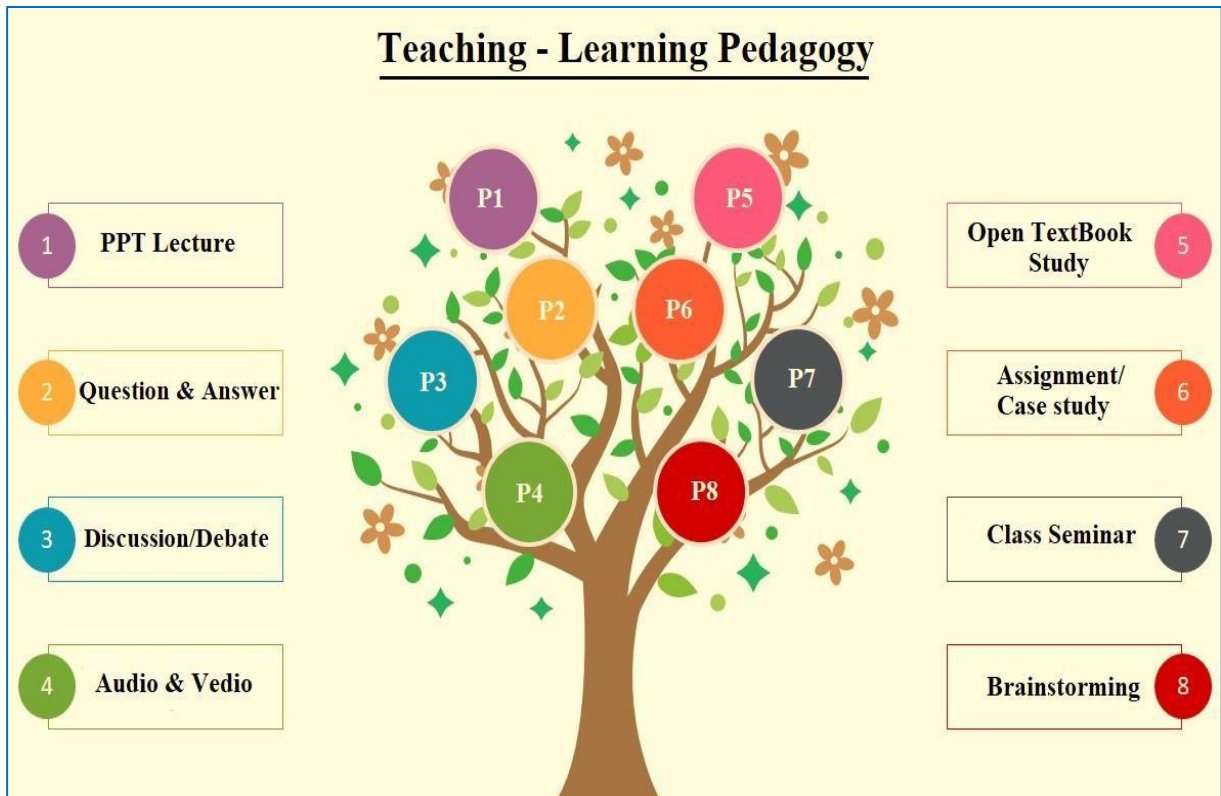 Teaching - Learning Pedagogy
1
PPT Lecture
2
Question & Answer
3
Discussion/Debate
4
Audio & Vedio
P1
P5
P2
P6
P3
P7
P4
P8
Open TextBook
Study
5
Assignment/
Case study
6
Class Seminar
7
Brainstorming
8